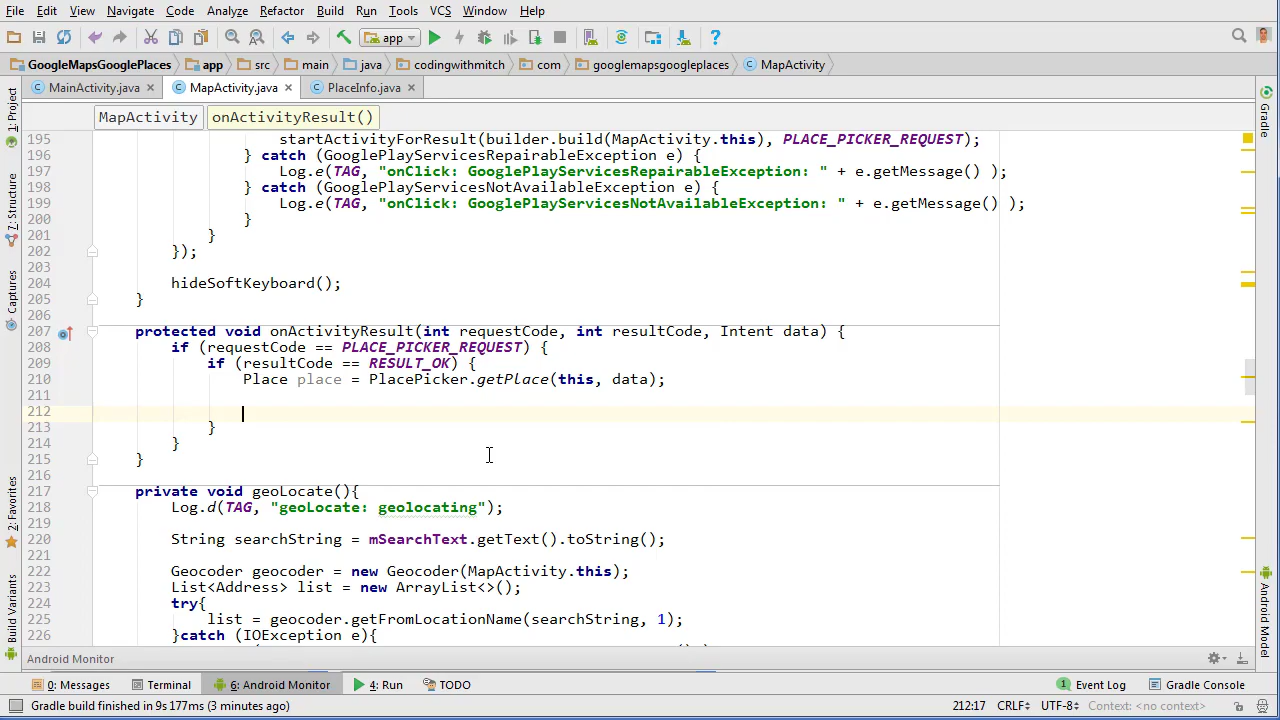 File Edit View Navigate Code Analyze Refactor Build Run Tools VCS Window Help
app
GoogleMapsGooglePlaces app src main java codingwithmitch com googlemapsgoogleplaces MapActivity
MainActivity.java MapActivity.java PlaceInfo.java
MapActivity onActivityResult()
195 startActivityForResult(builder.build(MapActivity.this), PLACE_PICKER_REQUEST);
196 } catch (GooglePlayServicesRepairableException e) {
197 Log.e(TAG, "onClick: GooglePlayServicesRepairableException: " + e.getMessage() );
198 } catch (GooglePlayServicesNotAvailableException e) {
199 Log.e(TAG, "onClick: GooglePlayServicesNotAvailableException: " + e.getMessage() );
200 }
201 }
202 });
203
204 hideSoftKeyboard();
205 }
206
207 protected void onActivityResult(int requestCode, int resultCode, Intent data) {
208 if (requestCode == PLACE_PICKER_REQUEST) {
209 if (resultCode == RESULT_OK) {
210 Place place = PlacePicker.getPlace(this, data);
211
212
213 }
214 }
215 }
216
217 private void geoLocate(){
218 Log.d(TAG, "geoLocate: geolocating");
219
220 String searchString = mSearchText.getText().toString();
221
222 Geocoder geocoder = new Geocoder(MapActivity.this);
223 List<Address> list = new ArrayList<>();
224 try{
225 list = geocoder.getFromLocationName(searchString, 1);
226 }catch (IOException e){
1: Project
7: Structure
Captures
2: Favorites
Build Variants
Gradle
Android Model
Android Monitor
0: Messages Terminal 6: Android Monitor 4: Run TODO 1 Event Log Gradle Console
Gradle build finished in 9s 177ms (3 minutes ago) 212:17 CRLF UTF-8 Context: <no context>